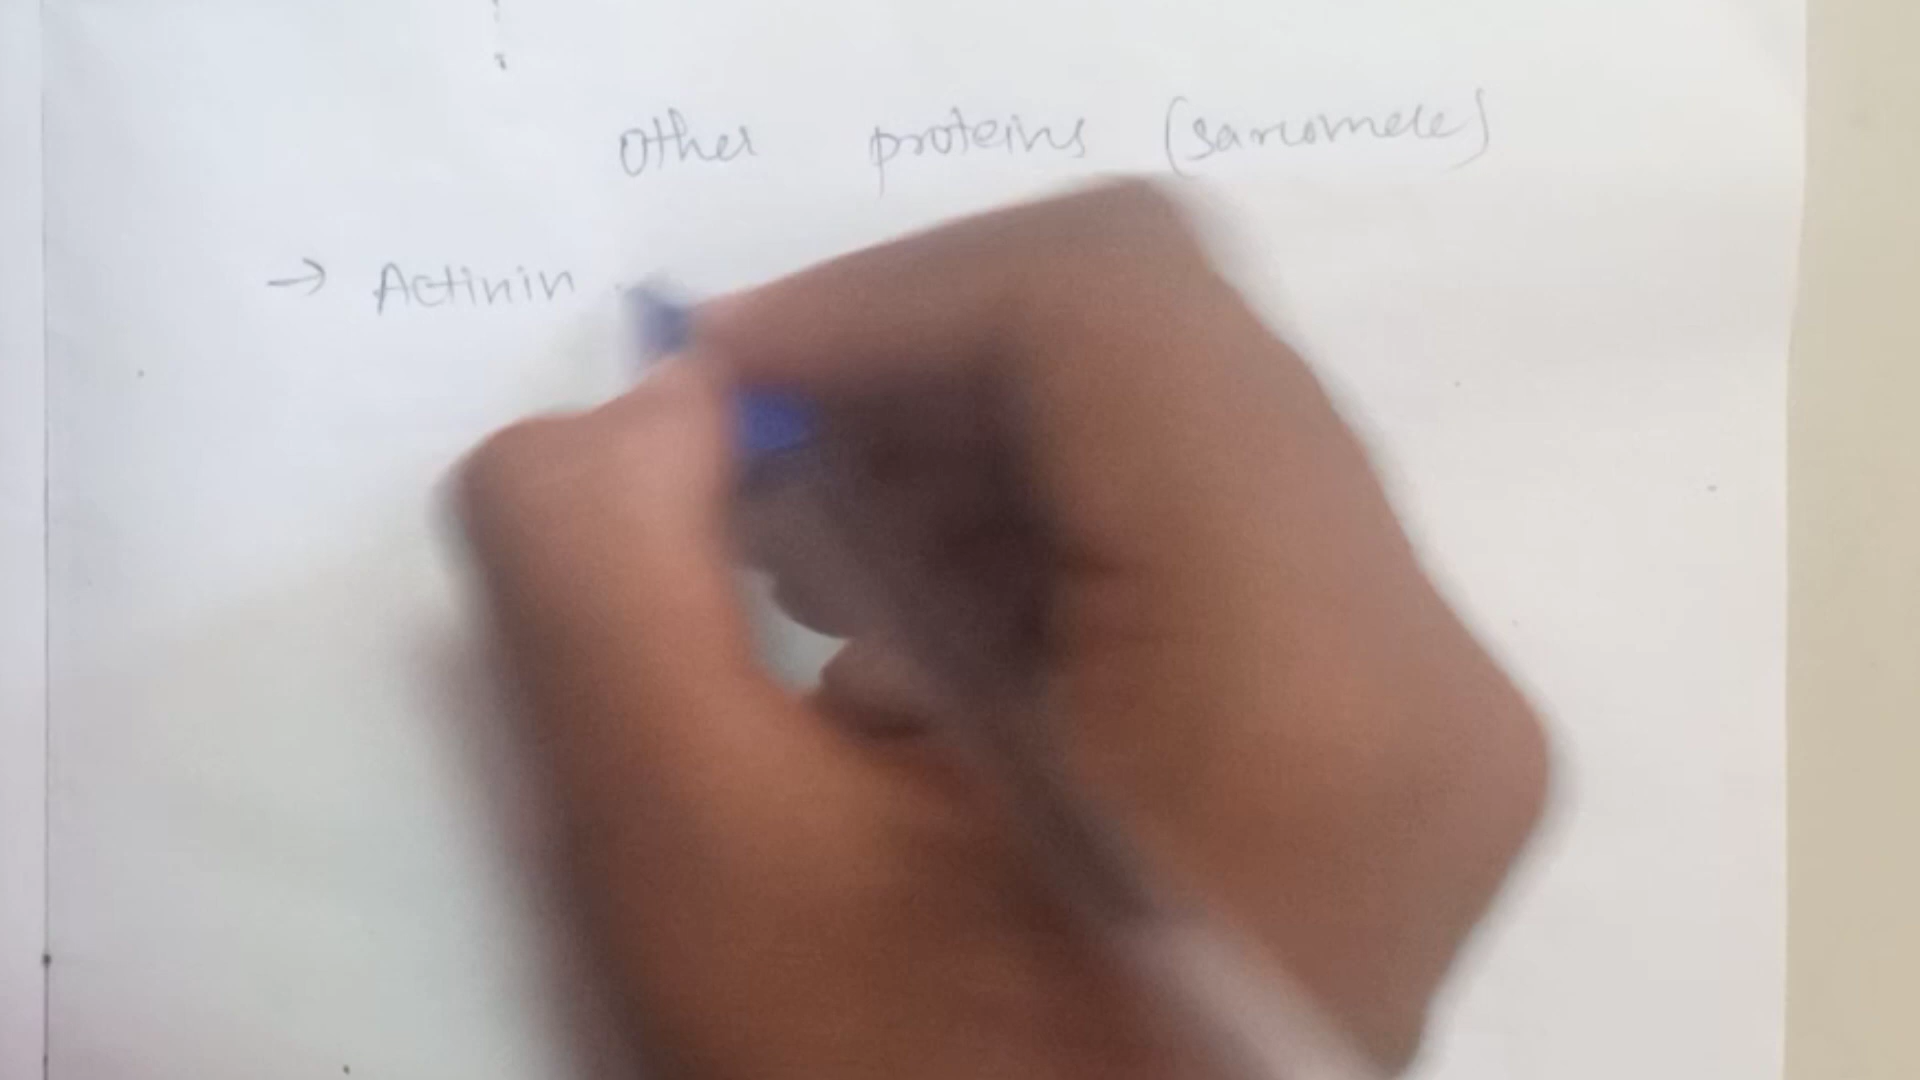 Other proteins (sarcomere)
→ Actinin